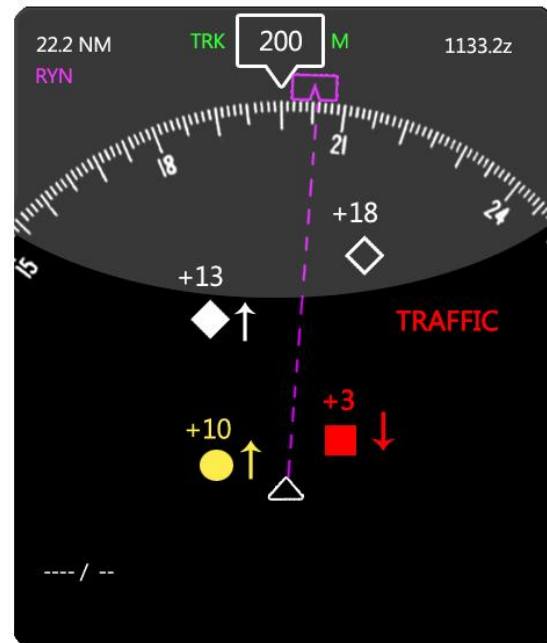 22.2 NM
TRK 200 M
1133.2z
RYN
15
18
21
24
+18
+13
TRAFFIC
+3
+10
---- / --